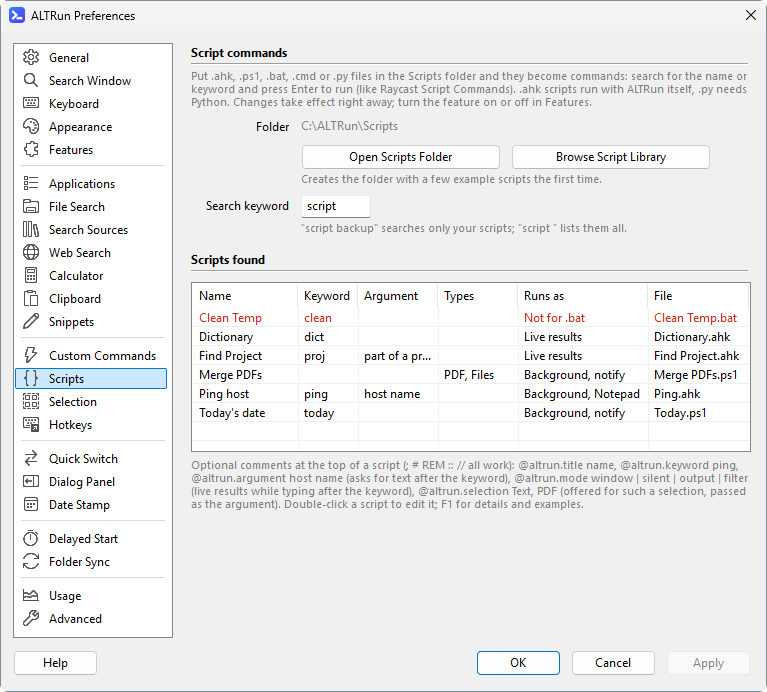 ALTRun Preferences
General
Search Window
Keyboard
Appearance
Features
Applications
File Search
Search Sources
Web Search
Calculator
Clipboard
Snippets
Custom Commands
Scripts
Selection
Hotkeys
Quick Switch
Dialog Panel
Date Stamp
Delayed Start
Folder Sync
Usage
Advanced
Script commands
Put .ahk, .ps1, .bat, .cmd or .py files in the Scripts folder and they become commands: search for the name or
keyword and press Enter to run (like Raycast Script Commands). .ahk scripts run with ALTRun itself, .py needs
Python. Changes take effect right away; turn the feature on or off in Features.
Folder C:\ALTRun\Scripts
Open Scripts Folder Browse Script Library
Creates the folder with a few example scripts the first time.
Search keyword script
"script backup" searches only your scripts; "script " lists them all.
Scripts found
Name Keyword Argument Types Runs as File
Clean Temp clean Not for .bat Clean Temp.bat
Dictionary dict Live results Dictionary.ahk
Find Project proj part of a pr... Live results Find Project.ahk
Merge PDFs PDF, Files Background, notify Merge PDFs.ps1
Ping host ping host name Background, Notepad Ping.ahk
Today's date today Background, notify Today.ps1
Optional comments at the top of a script (; # REM :: // all work): @altrun.title name, @altrun.keyword ping,
@altrun.argument host name (asks for text after the keyword), @altrun.mode window | silent | output | filter
(live results while typing after the keyword), @altrun.selection Text, PDF (offered for such a selection, passed
as the argument). Double-click a script to edit it; F1 for details and examples.
Help OK Cancel Apply